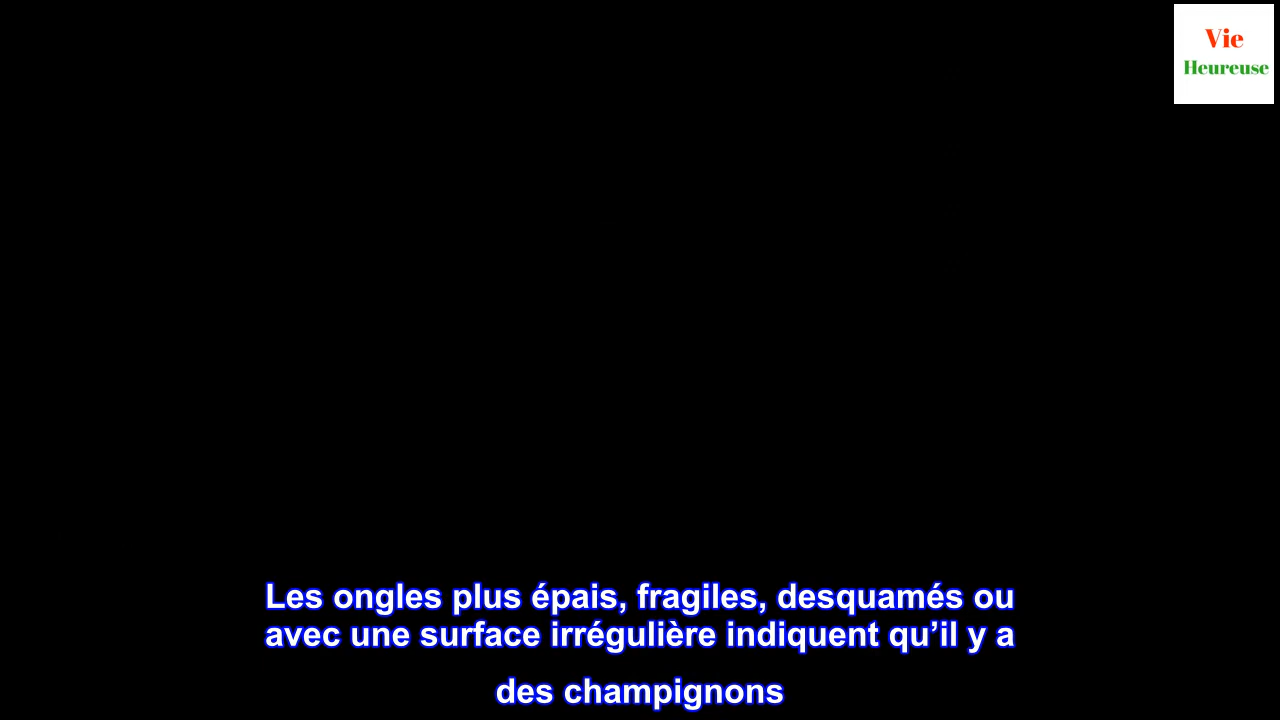 Vie
Heureuse
Les ongles plus épais, fragiles, desquamés ou
avec une surface irrégulière indiquent qu’il y a
des champignons